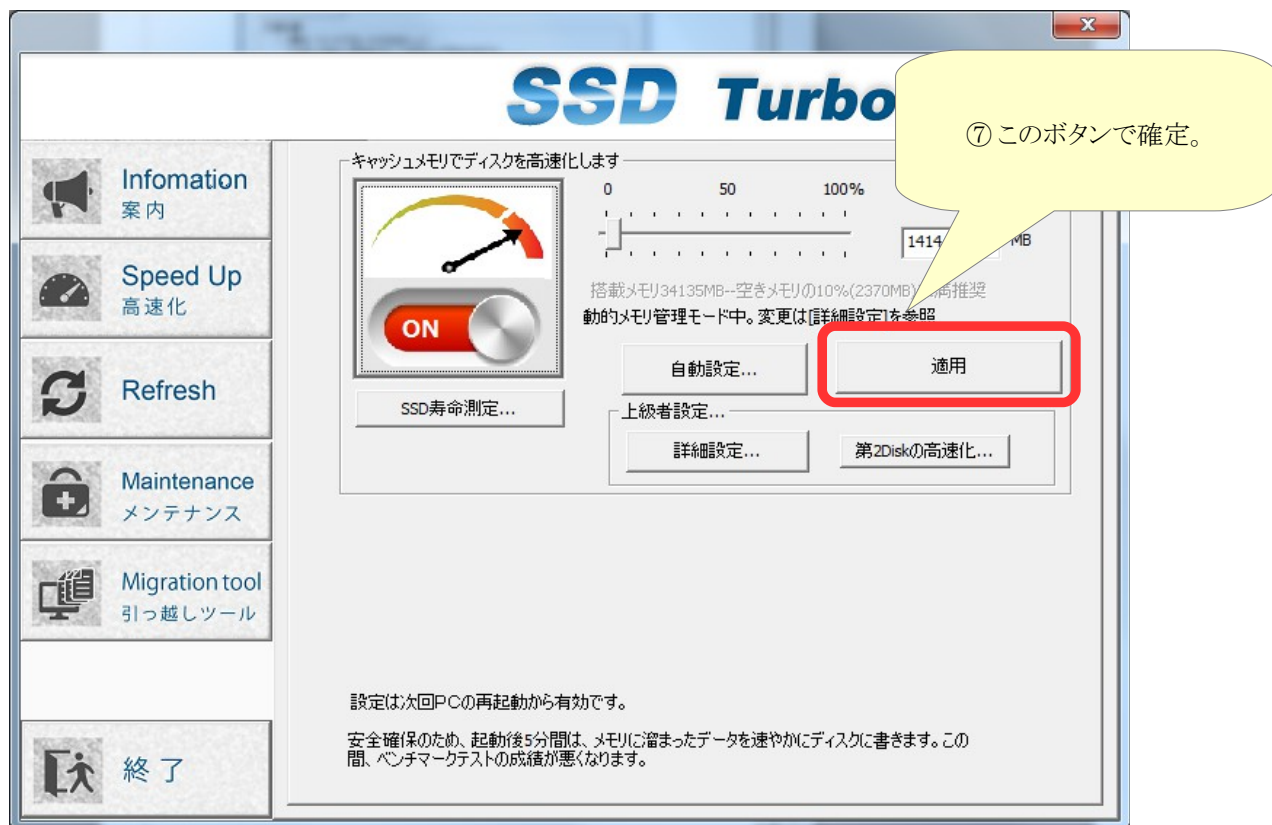 SSD Turbo
⑦このボタンで確定。
Infomation
案内
Speed Up
高速化
Refresh
Maintenance
メンテナンス
Migration tool
引っ越しツール
終了
キャッシュメモリでディスクを高速化します
0 50 100%
1414 MB
搭載メモリ34135MB--空きメモリの10%(2370MB)
動的メモリ管理モード中。変更は[詳細設定]を参照
ON
自動設定...
適用
SSD寿命測定...
上級者設定...
詳細設定...
第2Diskの高速化...
設定は次回PCの再起動から有効です。
安全確保のため、起動後5分間は、メモリに溜まったデータを速やかにディスクに書きます。この
間、ベンチマークテストの成績が悪くなります。